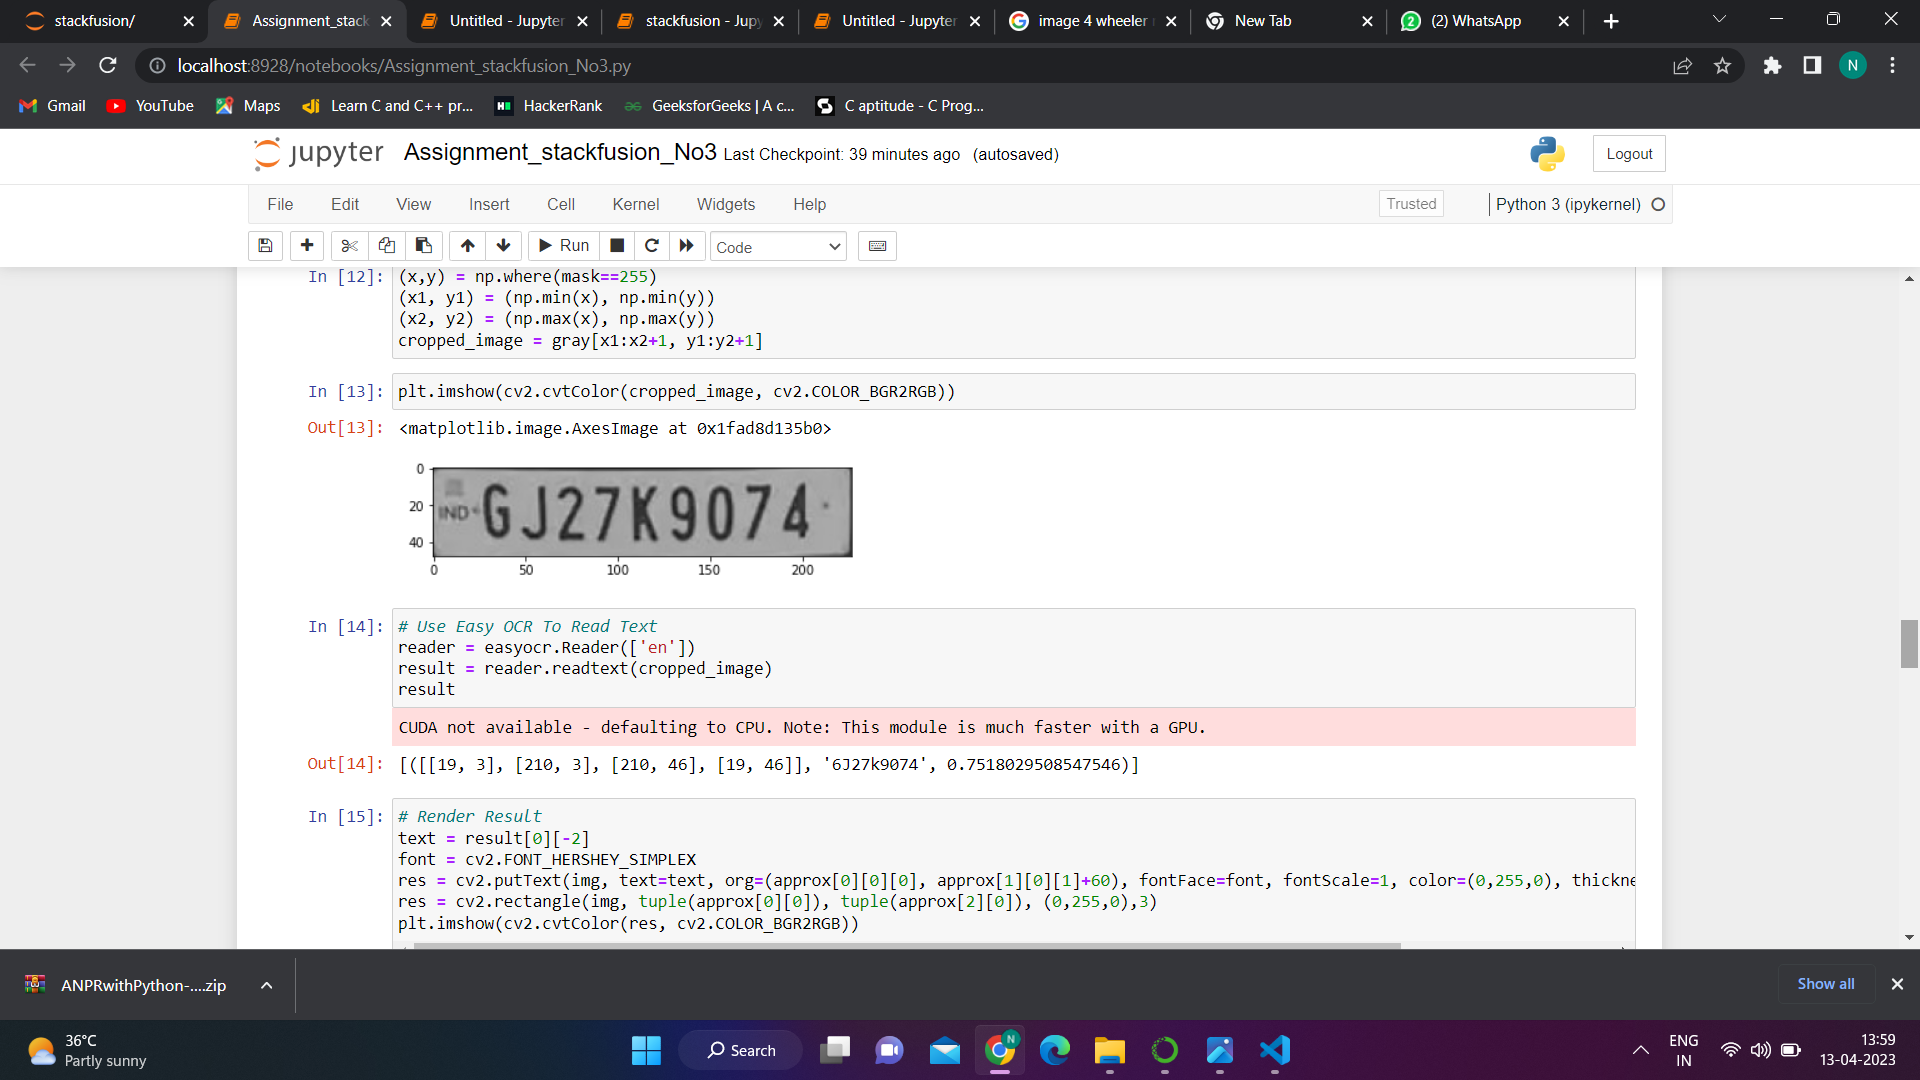 stackfusion/
Assignment_stack
Untitled - Jupyter
stackfusion - Jupy
Untitled - Jupyter
image 4 wheeler
New Tab
(2) WhatsApp
localhost:8928/notebooks/Assignment_stackfusion_No3.py
N
Gmail
YouTube
Maps
Learn C and C++ pr...
HackerRank
GeeksforGeeks | A c...
C aptitude - C Prog...
jupyter Assignment_stackfusion_No3 Last Checkpoint: 39 minutes ago (autosaved)
Logout
File Edit View Insert Cell Kernel Widgets Help
Trusted
Python 3 (ipykernel)
Run
Code
In [12]: (x,y) = np.where(mask==255)
(x1, y1) = (np.min(x), np.min(y))
(x2, y2) = (np.max(x), np.max(y))
cropped_image = gray[x1:x2+1, y1:y2+1]
In [13]: plt.imshow(cv2.cvtColor(cropped_image, cv2.COLOR_BGR2RGB))
Out[13]: <matplotlib.image.AxesImage at 0x1fad8d135b0>
0
20
40
IND GJ27K9074
0 50 100 150 200
In [14]: # Use Easy OCR To Read Text
reader = easyocr.Reader(['en'])
result = reader.readtext(cropped_image)
result
CUDA not available - defaulting to CPU. Note: This module is much faster with a GPU.
Out[14]: [([[19, 3], [210, 3], [210, 46], [19, 46]], '6J27k9074', 0.7518029508547546)]
In [15]: # Render Result
text = result[0][-2]
font = cv2.FONT_HERSHEY_SIMPLEX
res = cv2.putText(img, text=text, org=(approx[0][0][0], approx[1][0][1]+60), fontFace=font, fontScale=1, color=(0,255,0), thickne
res = cv2.rectangle(img, tuple(approx[0][0]), tuple(approx[2][0]), (0,255,0),3)
plt.imshow(cv2.cvtColor(res, cv2.COLOR_BGR2RGB))
ANPRwithPython-....zip
Show all
36°C
Partly sunny
Search
N
ENG
IN
13:59
13-04-2023